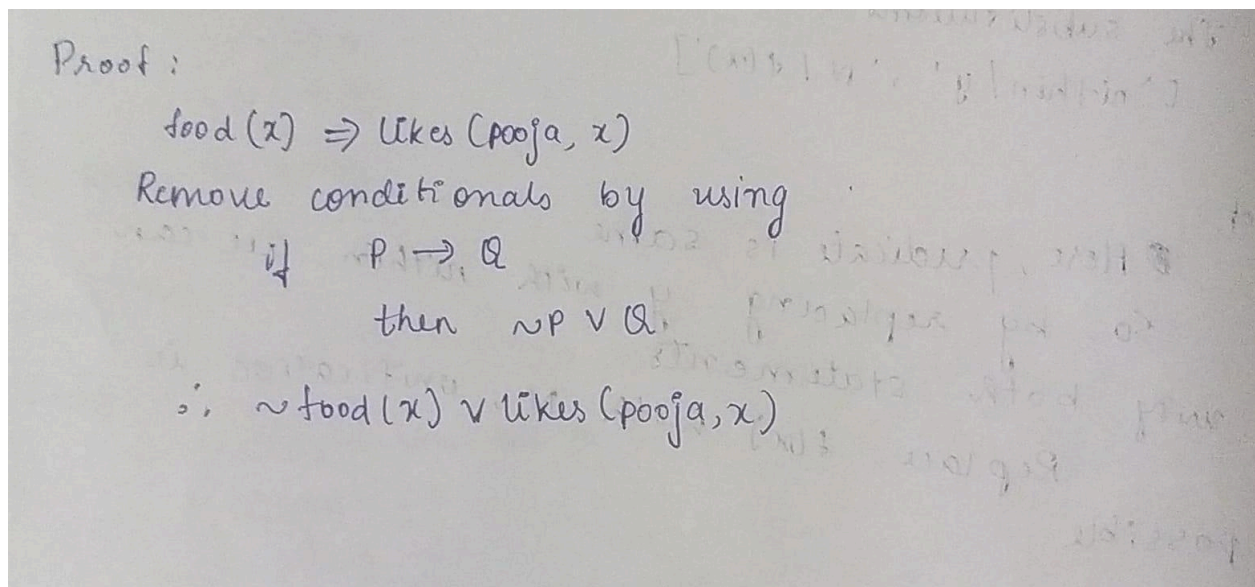 Proof :
food (x) ⇒ likes (pooja, x)
Remove conditionals by using
if P → Q
then ~P ∨ Q.
∴ ~food(x) ∨ likes (pooja, x)